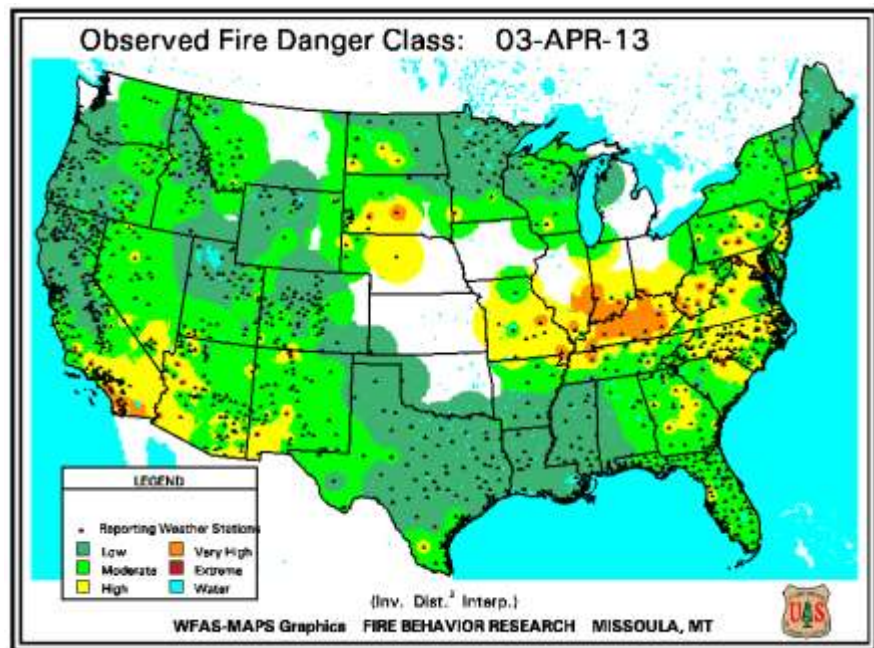 Observed Fire Danger Class: 03-APR-13
LEGEND
Reporting Weather Stations
Low
Moderate
High
Very High
Extreme
Water
(Inv. Dist.² Interp.)
WFAS-MAPS Graphics FIRE BEHAVIOR RESEARCH MISSOULA, MT
U S